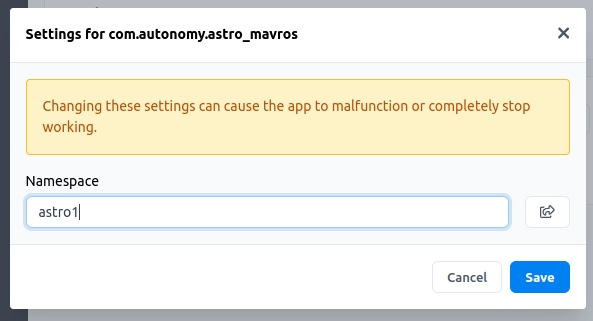 Settings for com.autonomy.astro_mavros
Changing these settings can cause the app to malfunction or completely stop
working.
Namespace
astro1
Cancel
Save